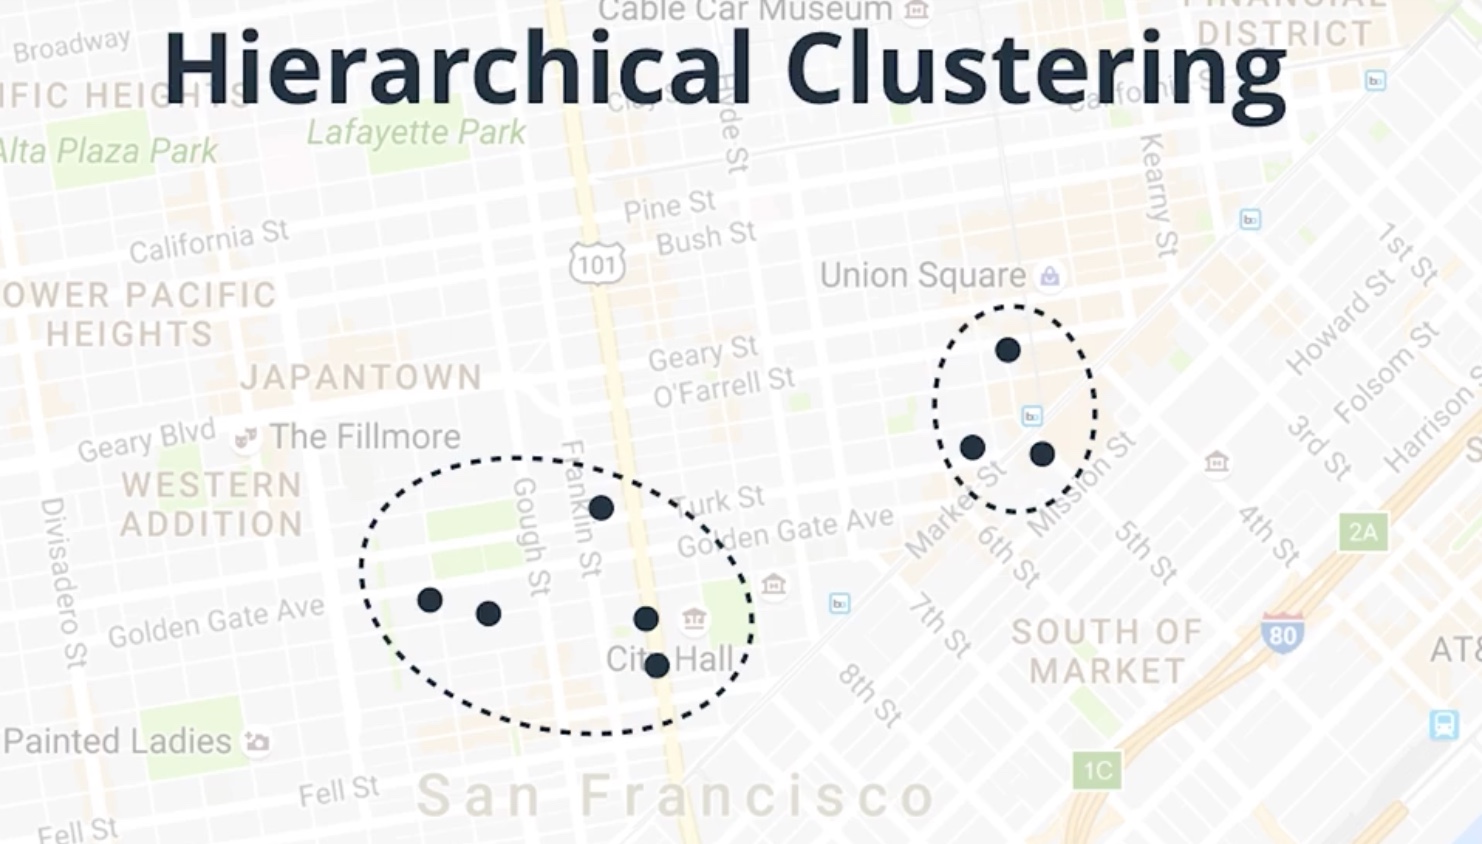 Cable Car Museum
FINANCIAL
DISTRICT
Broadway
Hierarchical Clustering
IFIC HEIGHTS
Clay S
California S
Hyde St
Alta Plaza Park
Lafayette Park
Kearny St
Pine St
California St
Bush St
101
1st St
Union Square
OWER PACIFIC
HEIGHTS
Howard St
Geary St
O'Farrell St
JAPANTOWN
Folsom St
Geary Blvd
The Fillmore
Harrison S
3rd St
WESTERN
ADDITION
Franklin St
Gough St
Turk St
Golden Gate Ave
Market St
Mission St
Divisadero St
6th St
5th St
4th St
2A
Golden Gate Ave
7th St
SOUTH OF
MARKET
80
AT&
City Hall
8th St
Painted Ladies
1C
Fell St
San Francisco
Fell St